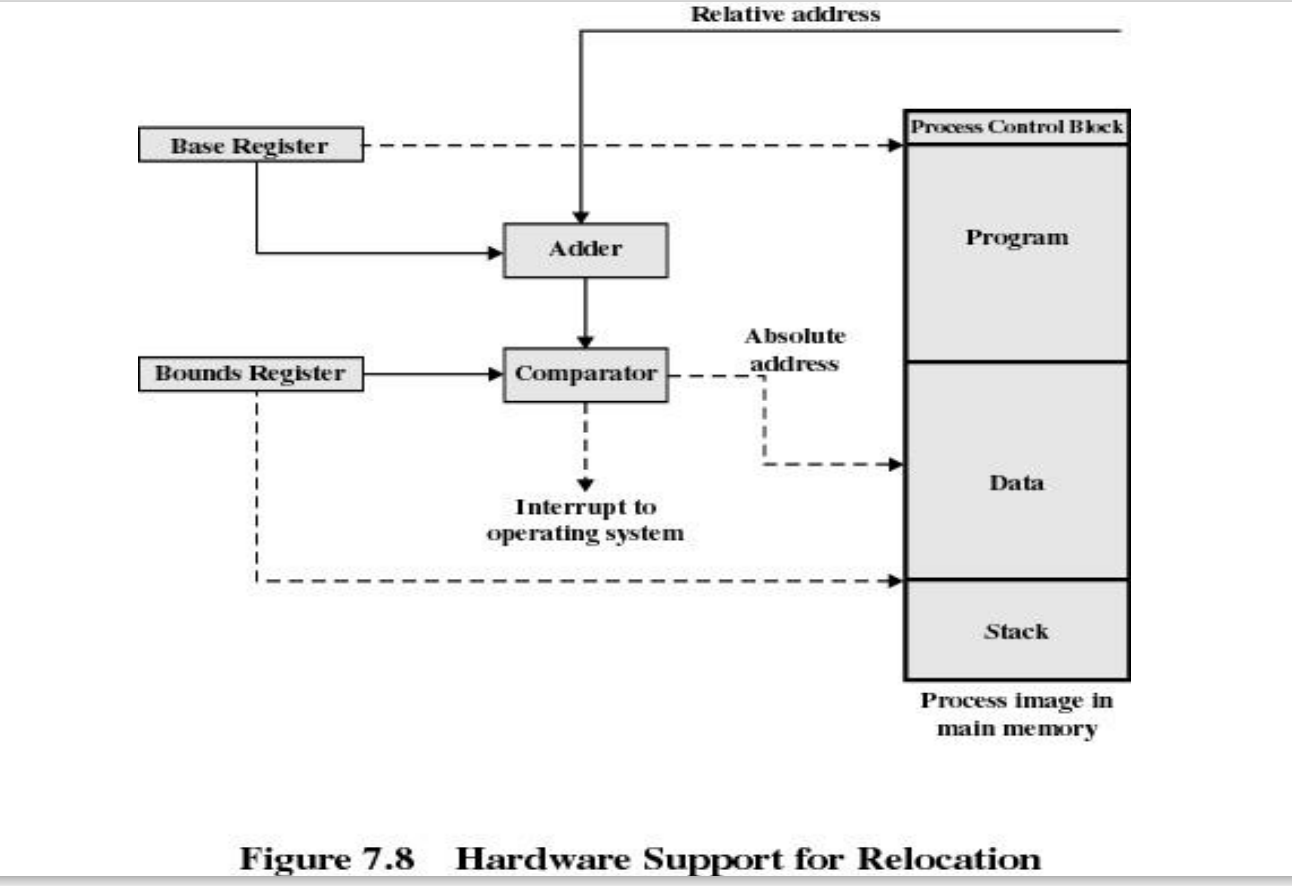 Relative address
Process Control Block
Base Register
Program
Adder
Absolute
address
Bounds Register
Comparator
Data
Interrupt to
operating system
Stack
Process image in
main memory
Figure 7.8 Hardware Support for Relocation